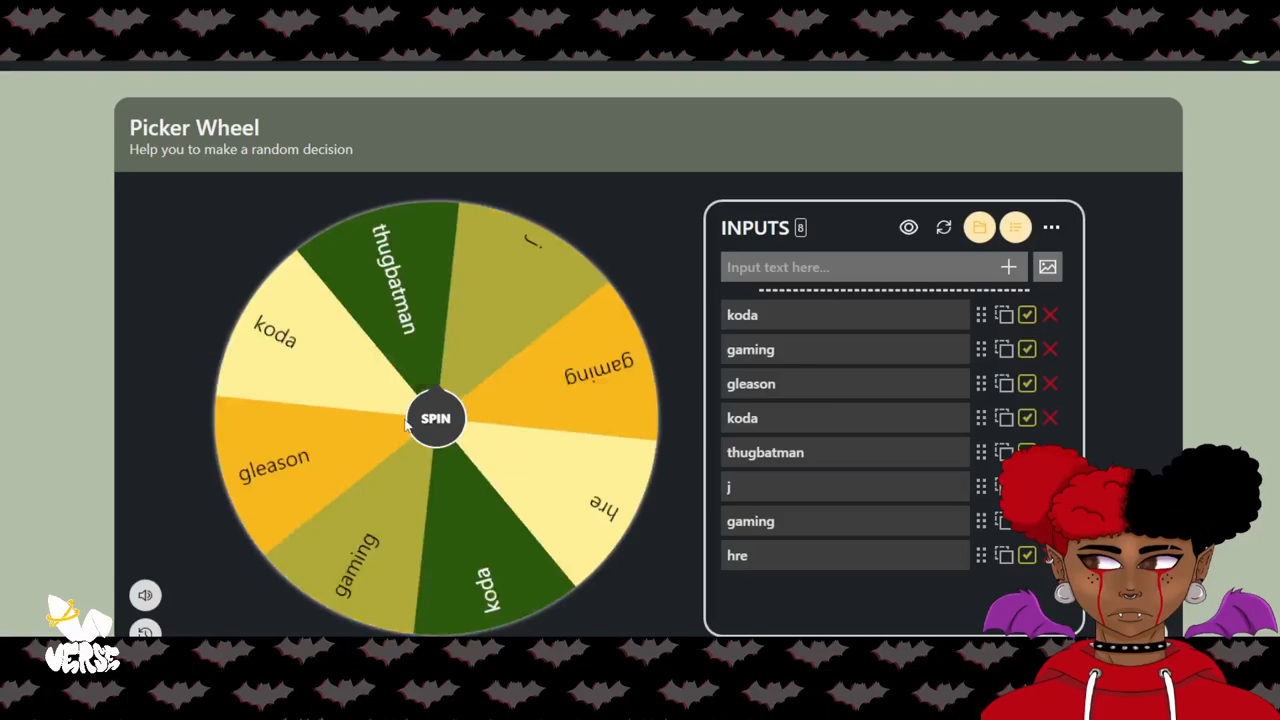 Picker Wheel
Help you to make a random decision
thugbatman
j
koda
gaming
SPIN
gleason
hre
gaming
koda
INPUTS 8
Input text here...
koda
gaming
gleason
koda
thugbatman
j
gaming
hre
VERSE